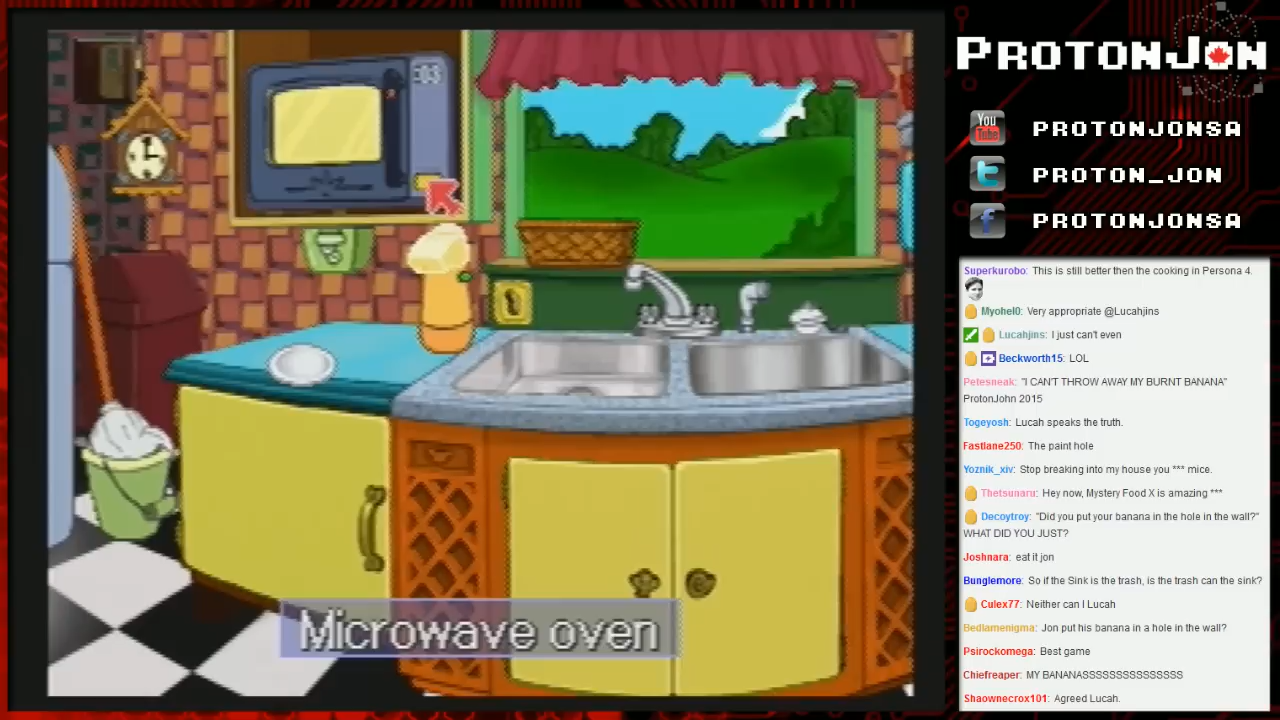 PROTONJON
You Tube PROTONJONSA
PROTON_JON
PROTONJONSA
03
Microwave oven
Superkurobo: This is still better then the cooking in Persona 4.
Myohel0: Very appropriate @Lucahjins
Lucahjins: I just can't even
Beckworth15: LOL
Petesneak: "I CAN'T THROW AWAY MY BURNT BANANA"
ProtonJohn 2015
Togeyosh: Lucah speaks the truth.
Fastlane250: The paint hole
Yoznik_xiv: Stop breaking into my house you *** mice.
Thetsunaru: Hey now, Mystery Food X is amazing ***
Decoytroy: "Did you put your banana in the hole in the wall?"
WHAT DID YOU JUST?
Joshnara: eat it jon
Bunglemore: So if the Sink is the trash, is the trash can the sink?
Culex77: Neither can I Lucah
Bedlamenigma: Jon put his banana in a hole in the wall?
Psirockomega: Best game
Chiefreaper: MY BANANASSSSSSSSSSSSSSS
Shaownecrox101: Agreed Lucah.